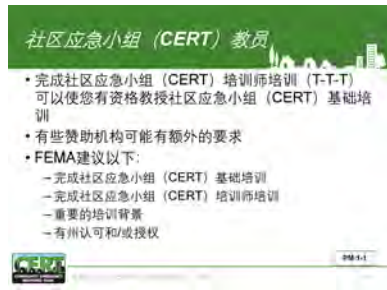 社区应急小组（CERT）教员
• 完成社区应急小组（CERT）培训师培训（T-T-T）
可以使您有资格教授社区应急小组（CERT）基础培
训
• 有些赞助机构可能有额外的要求
• FEMA建议以下:
–完成社区应急小组（CERT）基础培训
–完成社区应急小组（CERT）培训师培训
–重要的培训背景
–有州认可和/或授权
CERT
PM-1-1